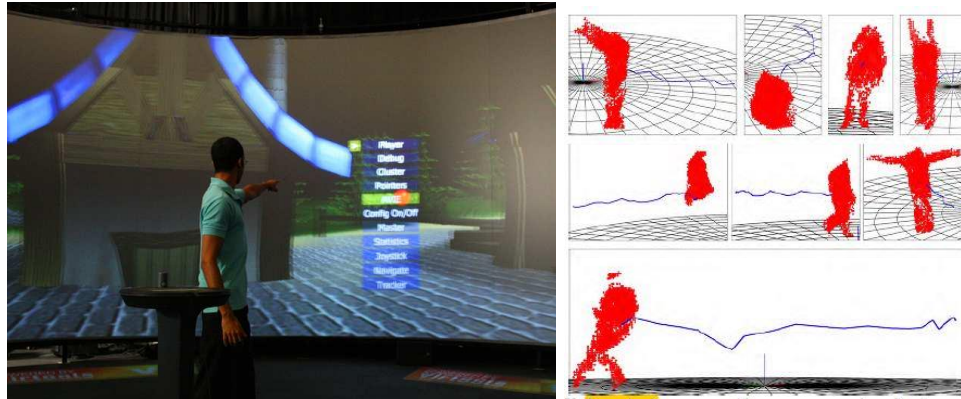 Player
Debug
Cluster
Pointers
Config On/Off
Master
Statistics
Joystick
Navigate
Tracker